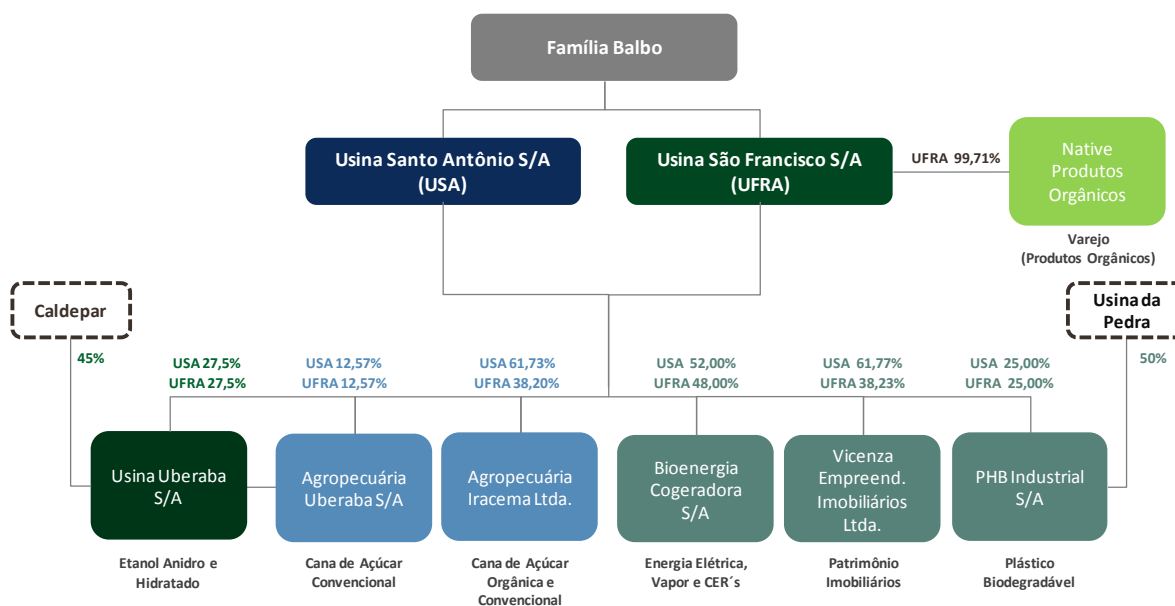 Família Balbo
Usina Santo Antônio S/A
(USA)
Usina São Francisco S/A
(UFRA)
UFRA 99,71%
Native
Produtos
Orgânicos
Varejo
(Produtos Orgânicos)
Caldepar
Usina da
Pedra
45%
USA 27,5%
UFRA 27,5%
USA 12,57%
UFRA 12,57%
USA 61,73%
UFRA 38,20%
USA 52,00%
UFRA 48,00%
USA 61,77%
UFRA 38,23%
USA 25,00%
UFRA 25,00%
50%
Usina Uberaba
S/A
Agropecuária
Uberaba S/A
Agropecuária
Iracema Ltda.
Bioenergia
Cogeradora
S/A
Vicenza
Empreend.
Imobiliários
Ltda.
PHB Industrial
S/A
Etanol Anidro e
Hidratado
Cana de Açúcar
Convencional
Cana de Açúcar
Orgânica e
Convencional
Energia Elétrica,
Vapor e CER´s
Patrimônio
Imobiliários
Plástico
Biodegradável